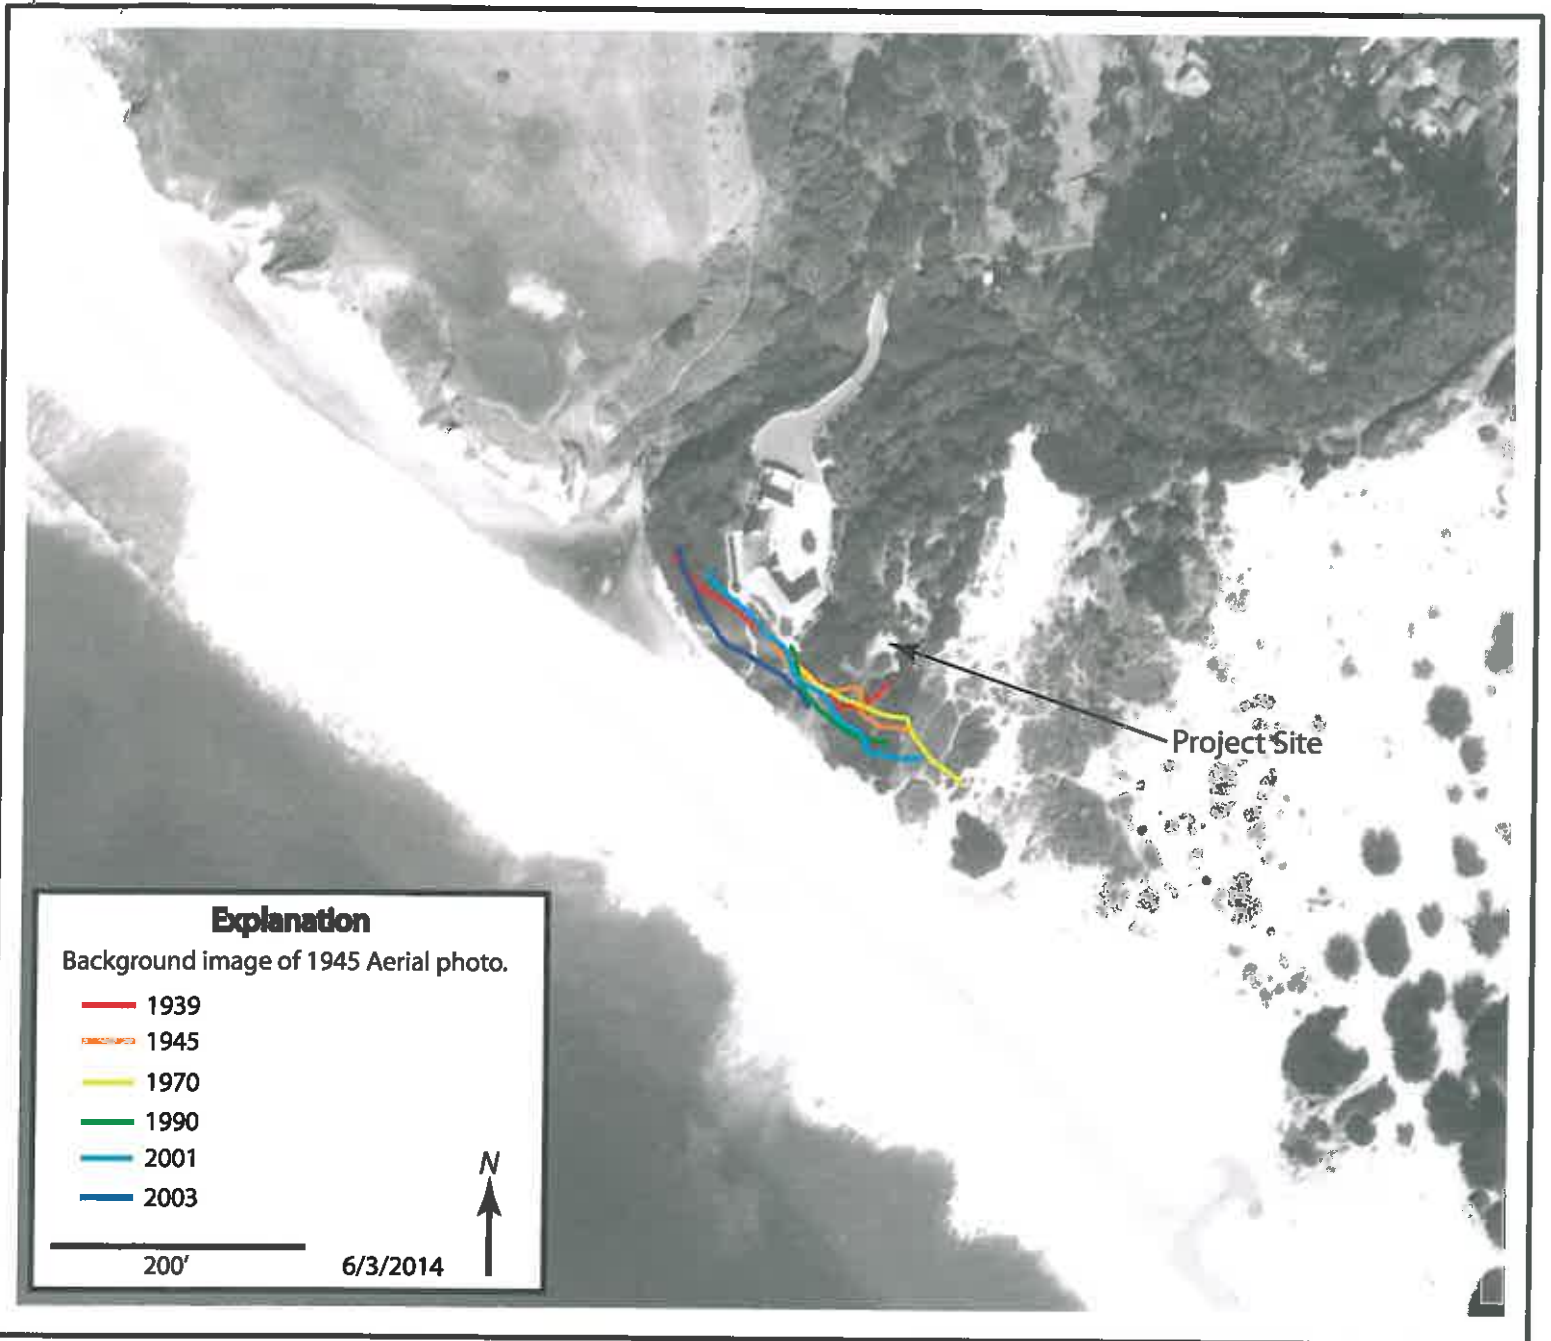 Project Site
Explanation
Background image of 1945 Aerial photo.
1939
1945
1970
1990
2001
2003
N
200'
6/3/2014